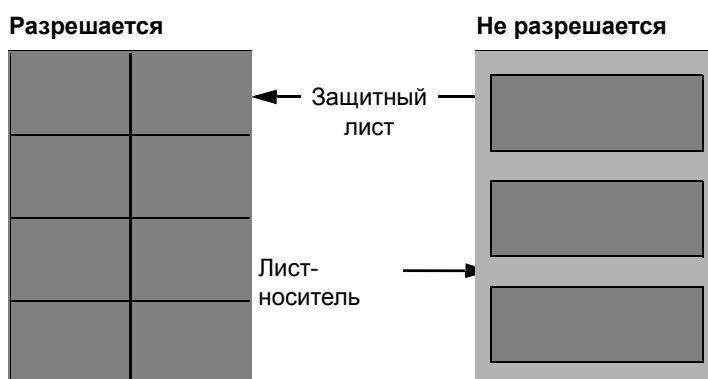 Разрешается
Не разрешается
Защитный
лист
Лист-
носитель